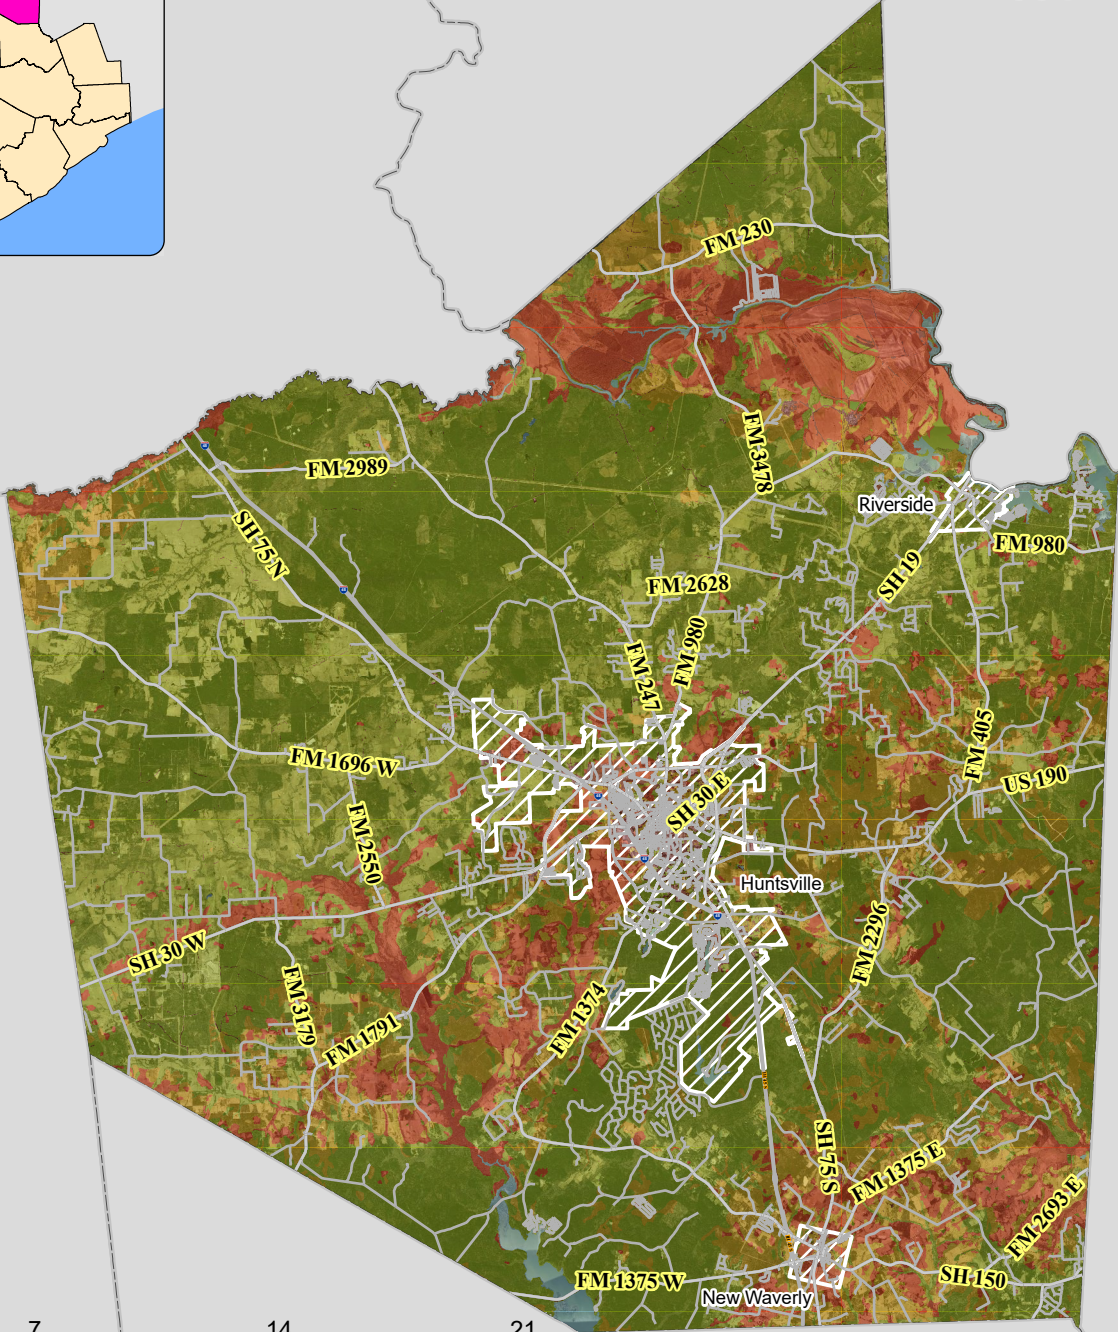 FM 230
FM 3478
FM 2989
Riverside
SH 75 N
FM 980
SH 19
FM 2628
FM 980
FM 247
FM 405
FM 1696 W
US 190
SH 30 E
FM 2550
Huntsville
FM 2296
SH 30 W
FM 3179
FM 1374
FM 1791
SH 75 S
FM 1375 E
FM 2693 E
FM 1375 W
SH 150
New Waverly
7 14 21